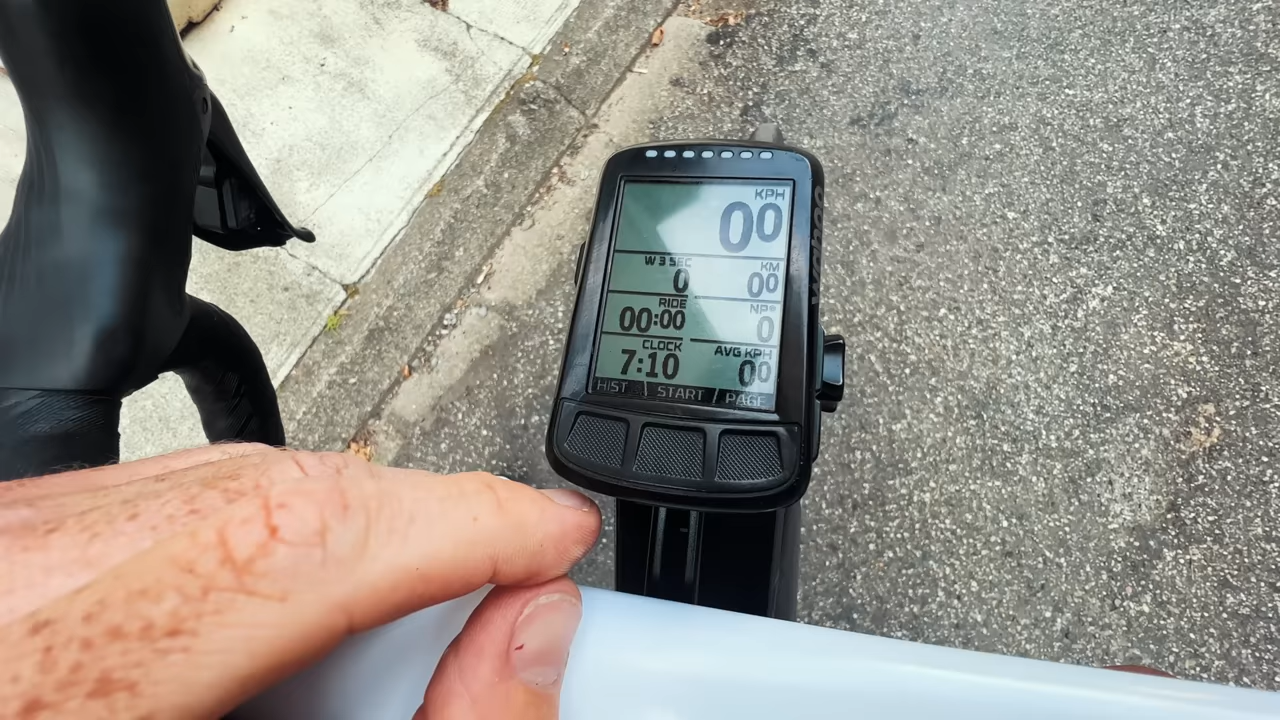 KPH
00
W 3 SEC
0
KM
00
RIDE
00:00
NP®
0
CLOCK
7:10
AVG KPH
00
HIST
START
PAGE
wahoo